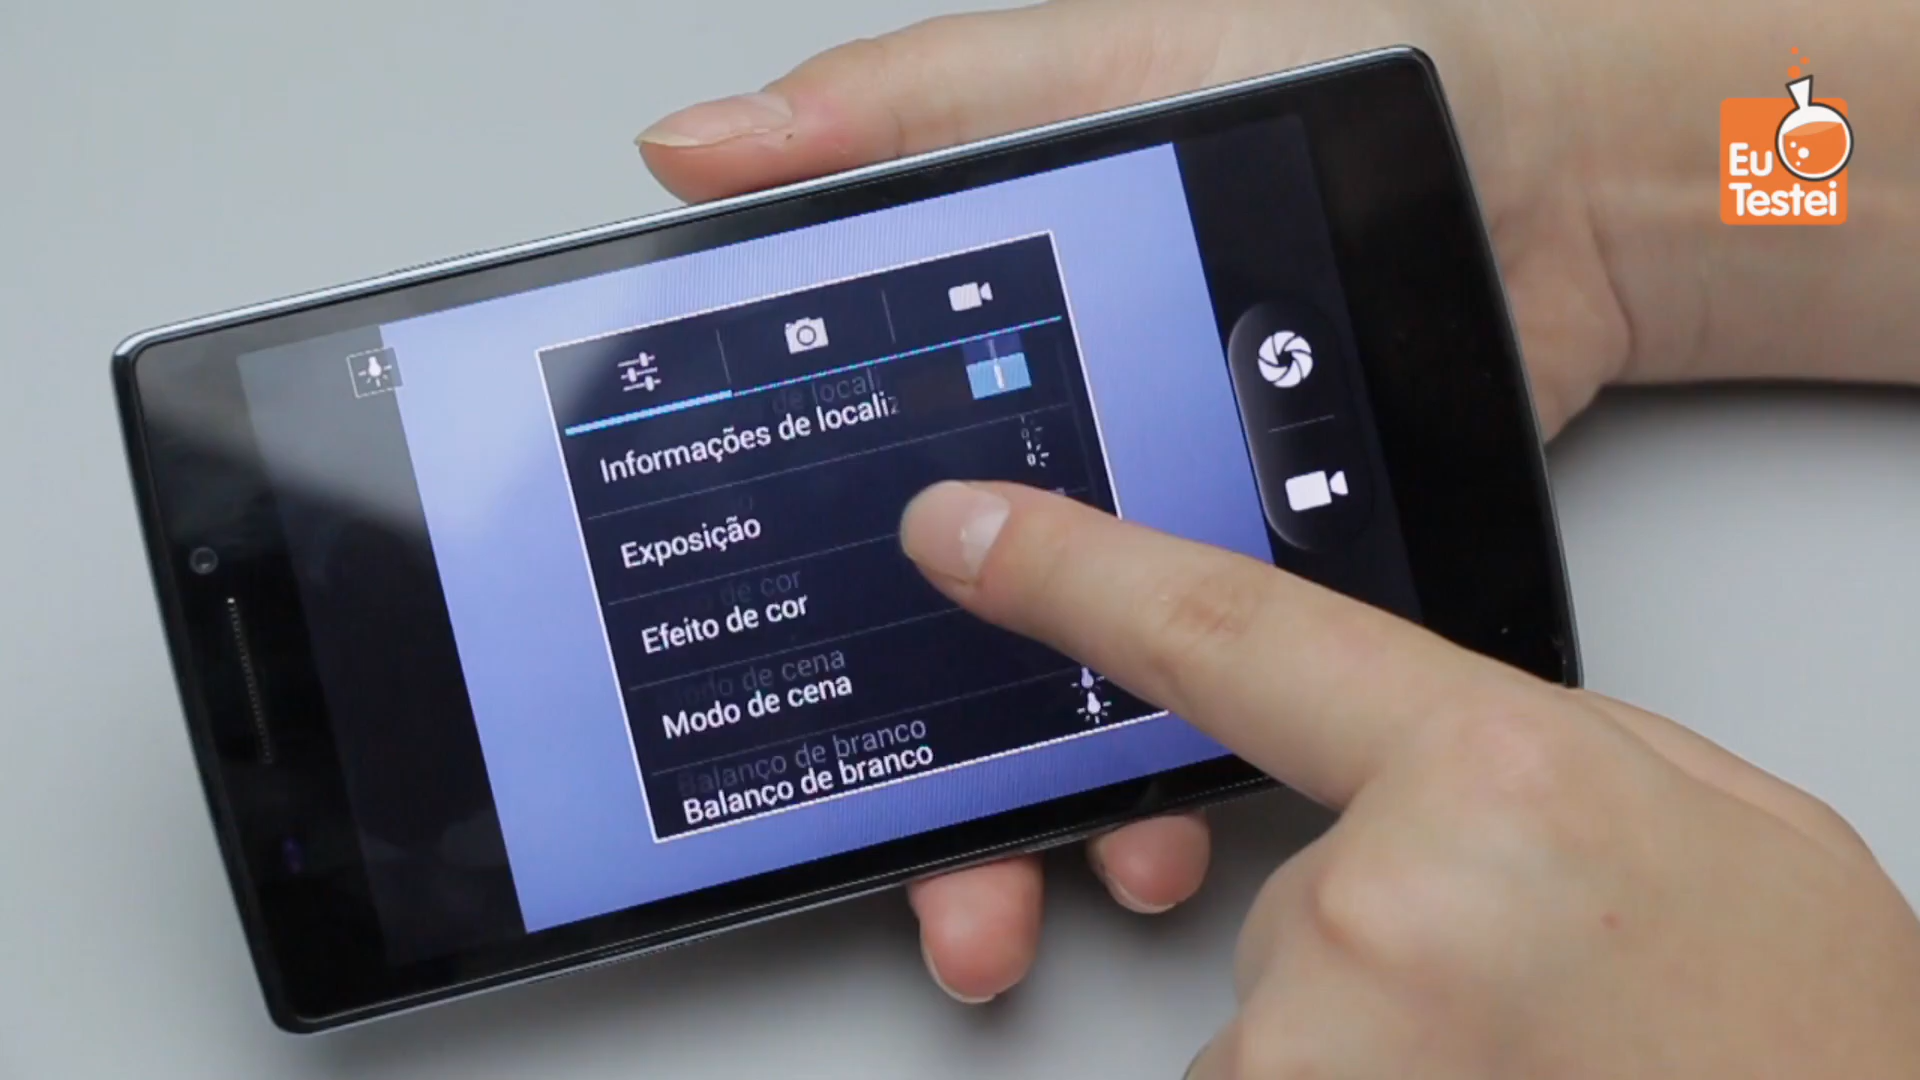 Eu
Testei
Informações de localiz
Exposição
Efeito de cor
Modo de cena
Balanço de branco